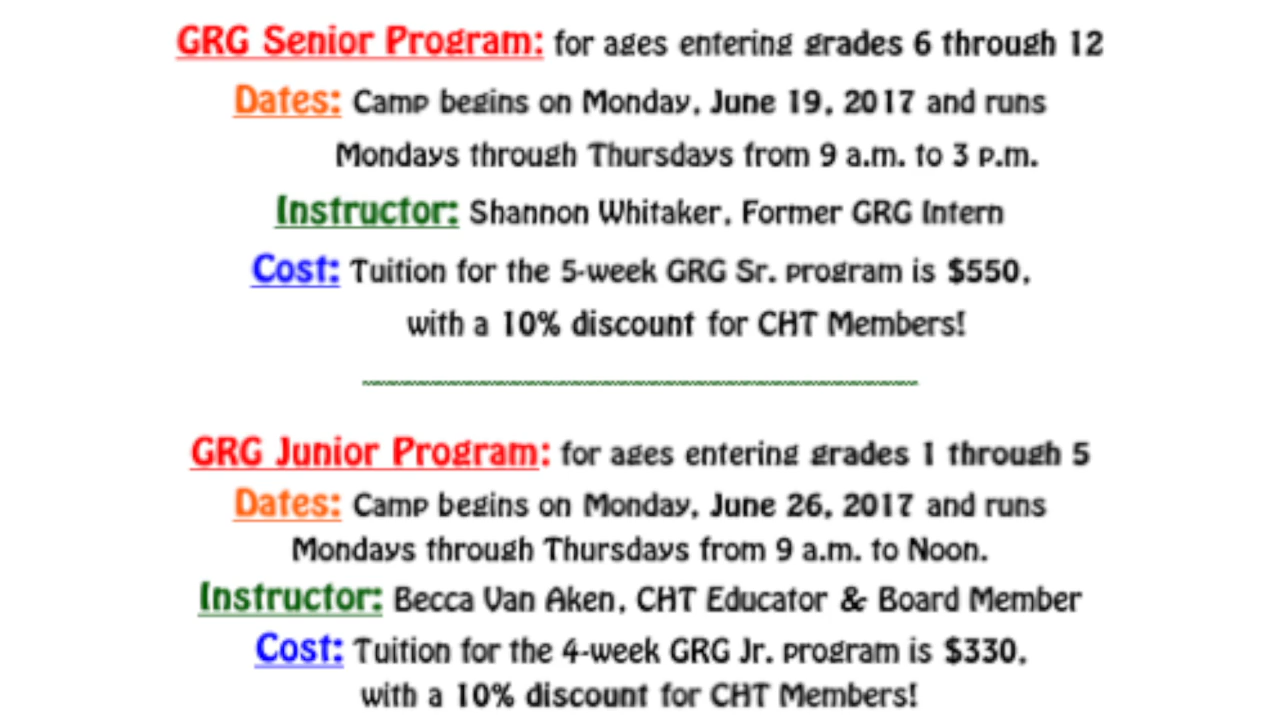 GRG Senior Program: for ages entering grades 6 through 12
Dates: Camp begins on Monday, June 19, 2017 and runs
Mondays through Thursdays from 9 a.m. to 3 p.m.
Instructor: Shannon Whitaker, Former GRG Intern
Cost: Tuition for the 5-week GRG Sr. program is $550,
with a 10% discount for CHT Members!
GRG Junior Program: for ages entering grades 1 through 5
Dates: Camp begins on Monday, June 26, 2017 and runs
Mondays through Thursdays from 9 a.m. to Noon.
Instructor: Becca Van Aken, CHT Educator & Board Member
Cost: Tuition for the 4-week GRG Jr. program is $330,
with a 10% discount for CHT Members!